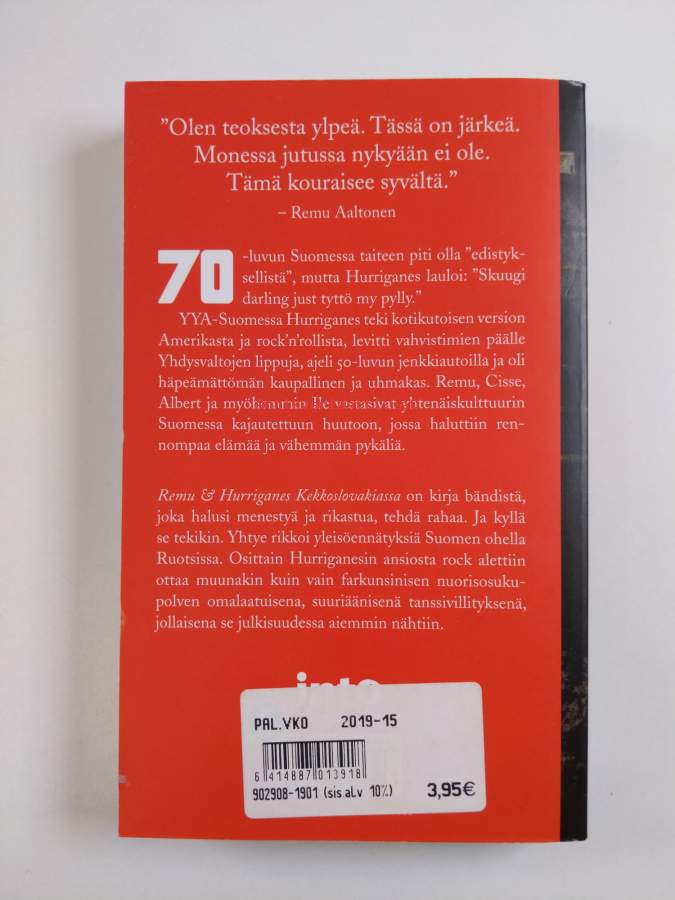 ”Olen teoksesta ylpeä. Tässä on järkeä.
Monessa jutussa nykyään ei ole.
Tämä kouraisee syvältä.”
– Remu Aaltonen
70 -luvun Suomessa taiteen piti olla ”edistyk-
sellistä”, mutta Hurriganes lauloi: ”Skuugi
darling just tyttö my pylly.”
YYA-Suomessa Hurriganes teki kotikutoisen version
Amerikasta ja rock’n’rollista, levitti vahvistimien päälle
Yhdysvaltojen lippuja, ajeli 50-luvun jenkkiautoilla ja oli
häpeämättömän kaupallinen ja uhmakas. Remu, Cisse,
Albert ja myöhemmin Ile vastasivat yhtenäiskulttuurin
Suomessa kajautettuun huutoon, jossa haluttiin ren-
nompaa elämää ja vähemmän pykäliä.
Remu & Hurriganes Kekkoslovakiassa on kirja bändistä,
joka halusi menestyä ja rikastua, tehdä rahaa. Ja kyllä
se tekikin. Yhtye rikkoi yleisöennätyksiä Suomen ohella
Ruotsissa. Osittain Hurriganesin ansiosta rock alettiin
ottaa muunakin kuin vain farkunsinisen nuorisosuku-
polven omalaatuisena, suuriäänisenä tanssivillityksenä,
jollaisena se julkisuudessa aiemmin nähtiin.
into
PAL.VKO 2019-15
6 414887 013918
902908-1901 (sis.alv 10%) 3,95€